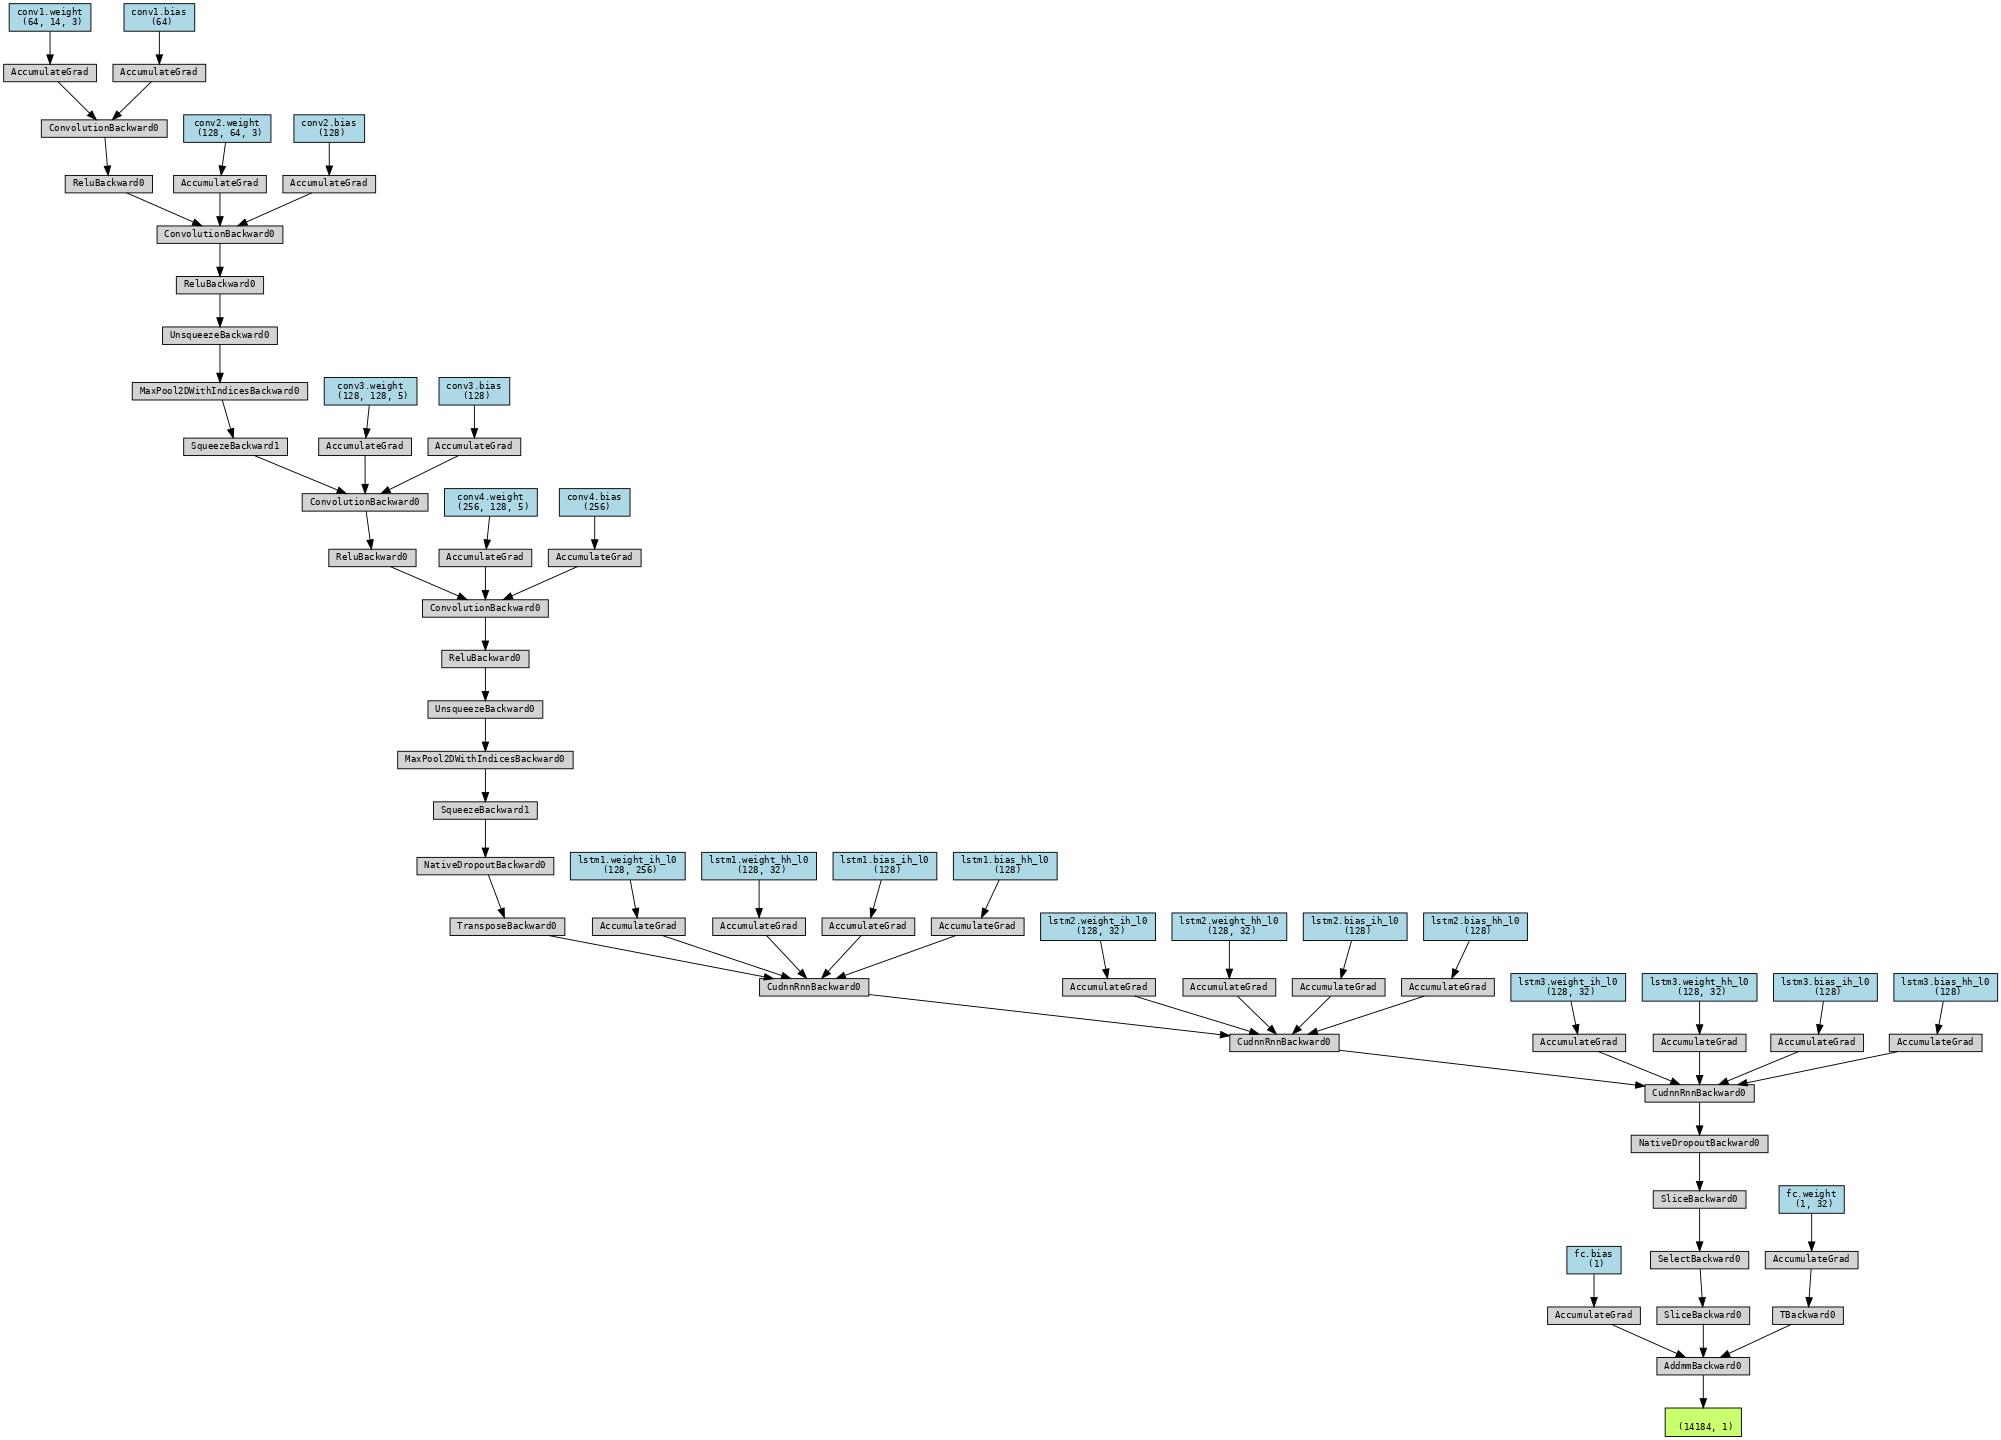 conv1.weight
(64, 14, 3)
conv1.bias
(64)
AccumulateGrad
AccumulateGrad
ConvolutionBackward0
conv2.weight
(128, 64, 3)
conv2.bias
(128)
ReluBackward0
AccumulateGrad
AccumulateGrad
ConvolutionBackward0
ReluBackward0
UnsqueezeBackward0
MaxPool2DWithIndicesBackward0
conv3.weight
(128, 128, 5)
conv3.bias
(128)
SqueezeBackward1
AccumulateGrad
AccumulateGrad
ConvolutionBackward0
conv4.weight
(256, 128, 5)
conv4.bias
(256)
ReluBackward0
AccumulateGrad
AccumulateGrad
ConvolutionBackward0
ReluBackward0
UnsqueezeBackward0
MaxPool2DWithIndicesBackward0
SqueezeBackward1
NativeDropoutBackward0
lstm1.weight_ih_l0
(128, 256)
lstm1.weight_hh_l0
(128, 32)
lstm1.bias_ih_l0
(128)
lstm1.bias_hh_l0
(128)
TransposeBackward0
AccumulateGrad
AccumulateGrad
AccumulateGrad
AccumulateGrad
lstm2.weight_ih_l0
(128, 32)
lstm2.weight_hh_l0
(128, 32)
lstm2.bias_ih_l0
(128)
lstm2.bias_hh_l0
(128)
CudnnRnnBackward0
AccumulateGrad
AccumulateGrad
AccumulateGrad
AccumulateGrad
lstm3.weight_ih_l0
(128, 32)
lstm3.weight_hh_l0
(128, 32)
lstm3.bias_ih_l0
(128)
lstm3.bias_hh_l0
(128)
CudnnRnnBackward0
AccumulateGrad
AccumulateGrad
AccumulateGrad
AccumulateGrad
CudnnRnnBackward0
NativeDropoutBackward0
SliceBackward0
fc.weight
(1, 32)
fc.bias
(1)
SelectBackward0
AccumulateGrad
AccumulateGrad
SliceBackward0
TBackward0
AddmmBackward0
(14184, 1)